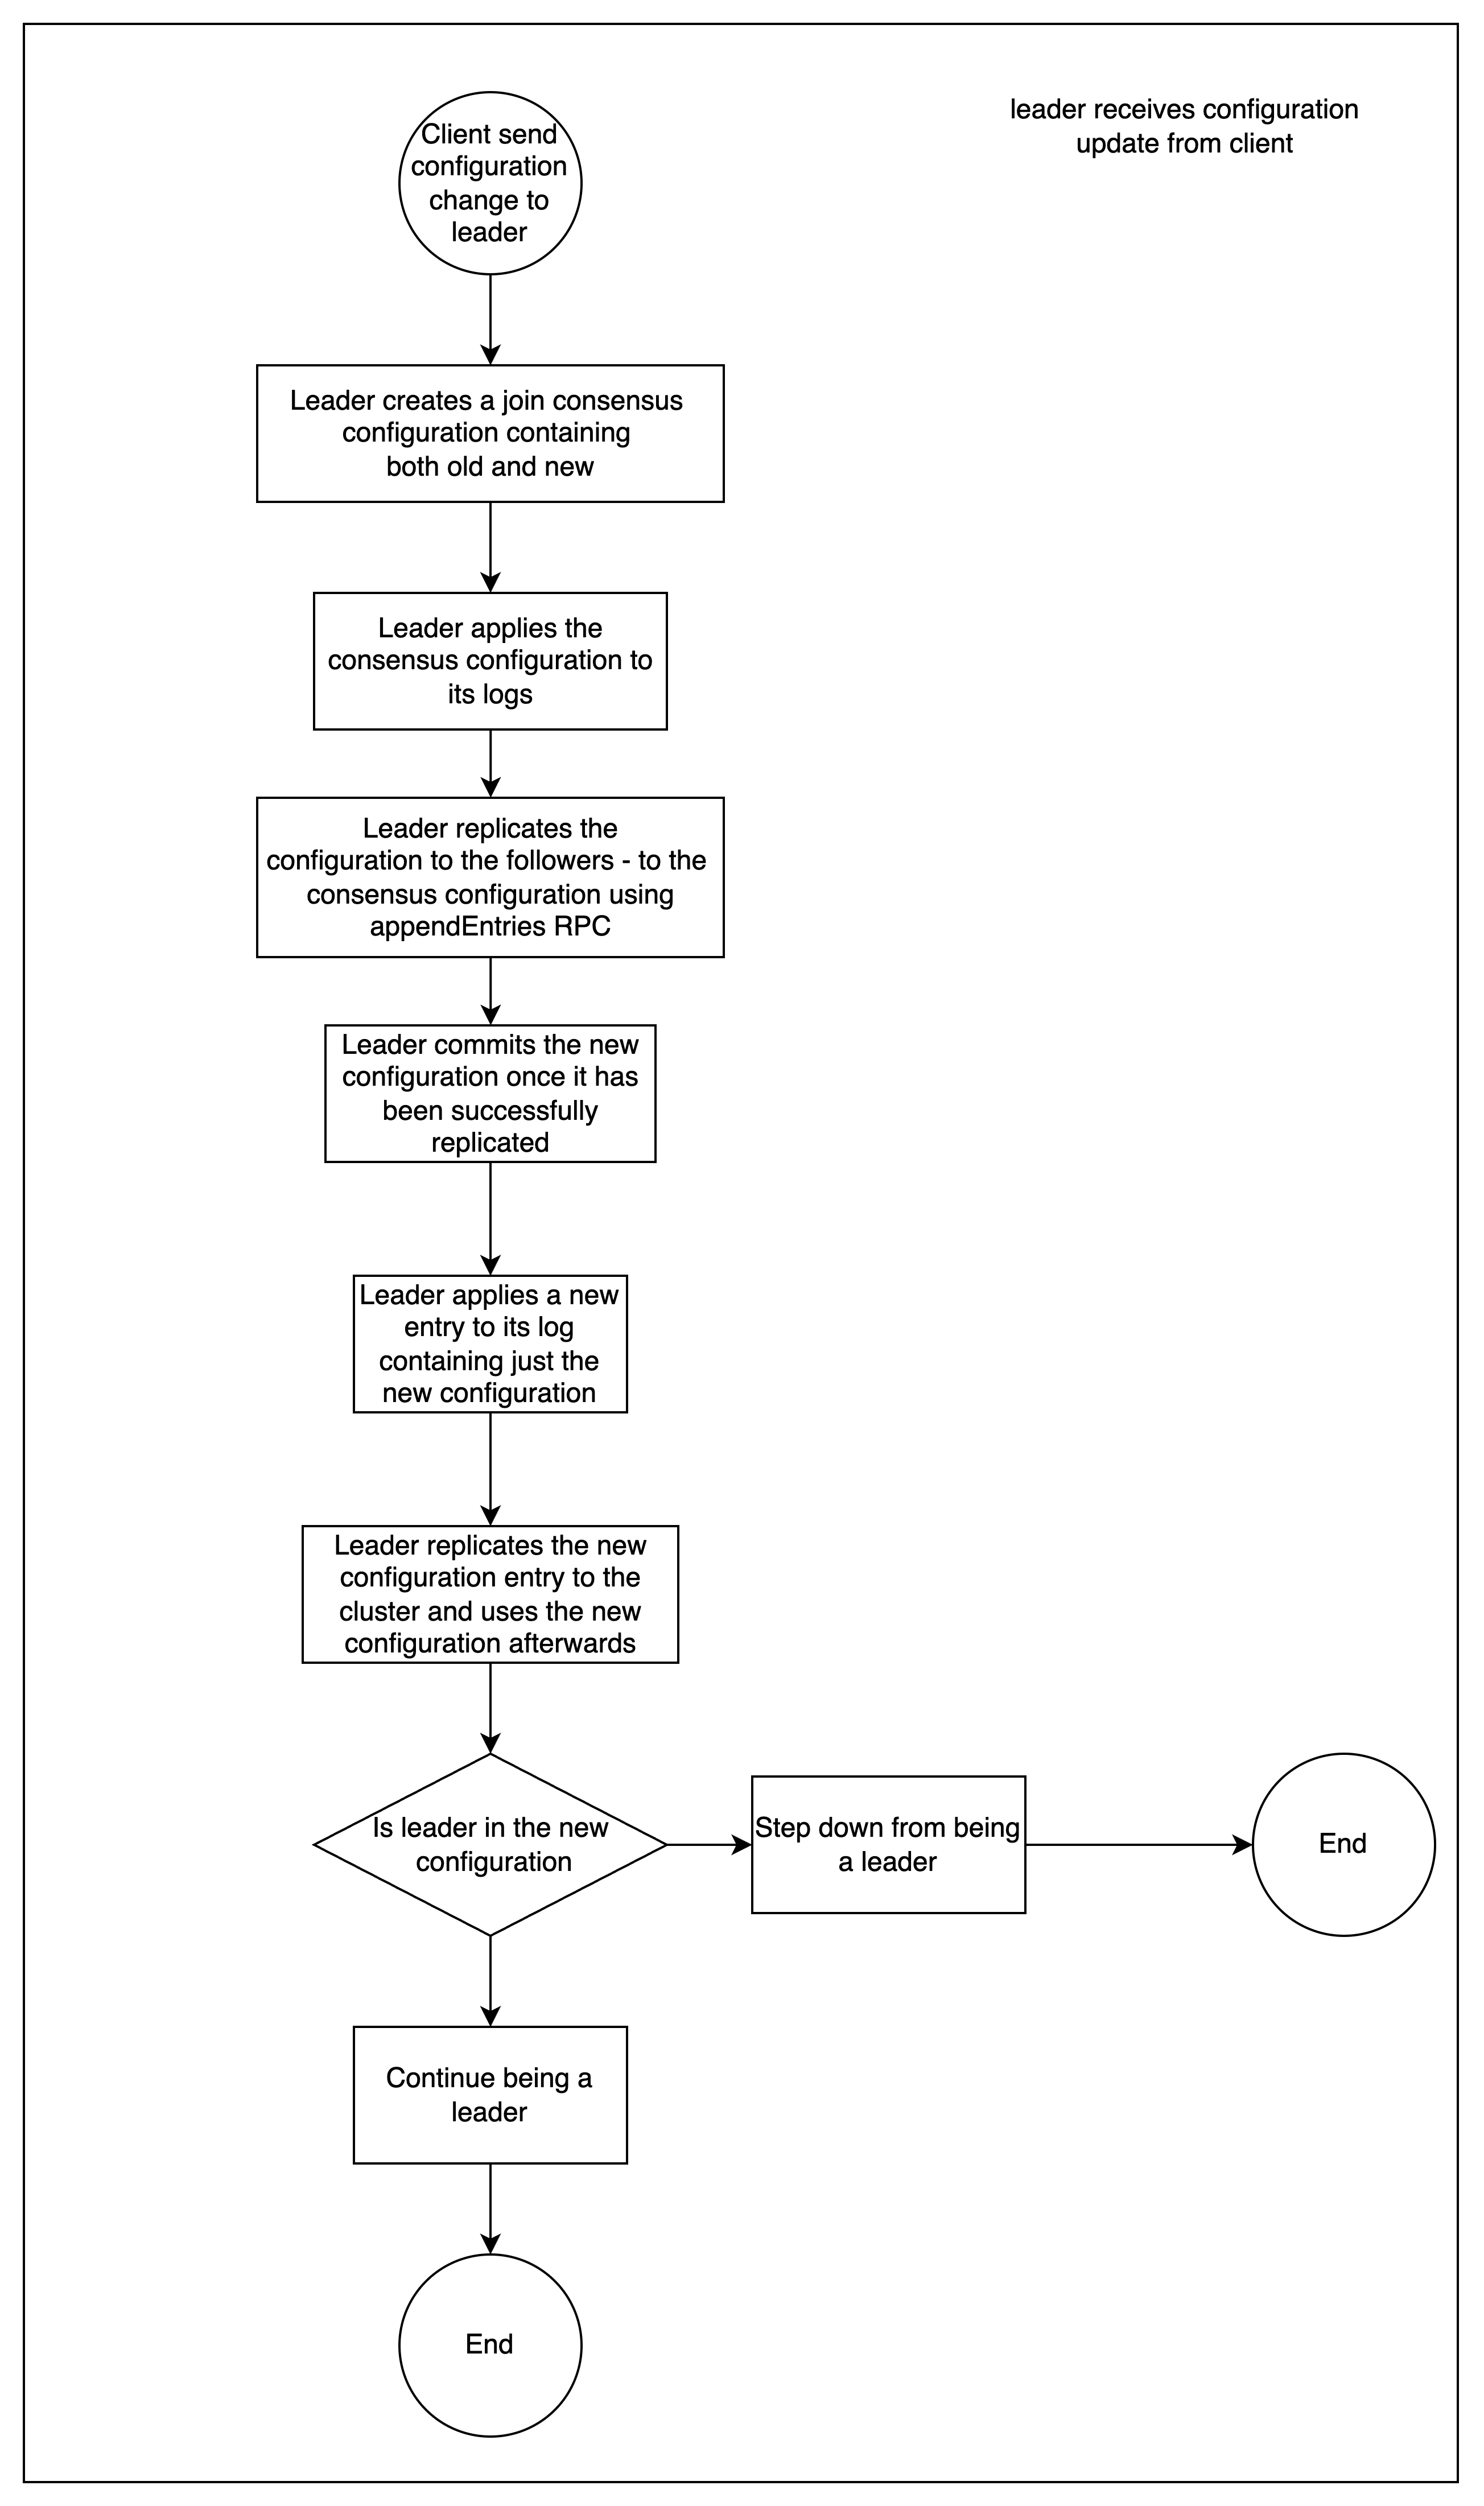 leader receives configuration
update from client
Client send
configuration
change to
leader
Leader creates a join consensus
configuration containing
both old and new
Leader applies the
consensus configuration to
its logs
Leader replicates the
configuration to the followers - to the
consensus configuration using
appendEntries RPC
Leader commits the new
configuration once it has
been successfully
replicated
Leader applies a new
entry to its log
containing just the
new configuration
Leader replicates the new
configuration entry to the
cluster and uses the new
configuration afterwards
Is leader in the new
configuration
Step down from being
a leader
End
Continue being a
leader
End